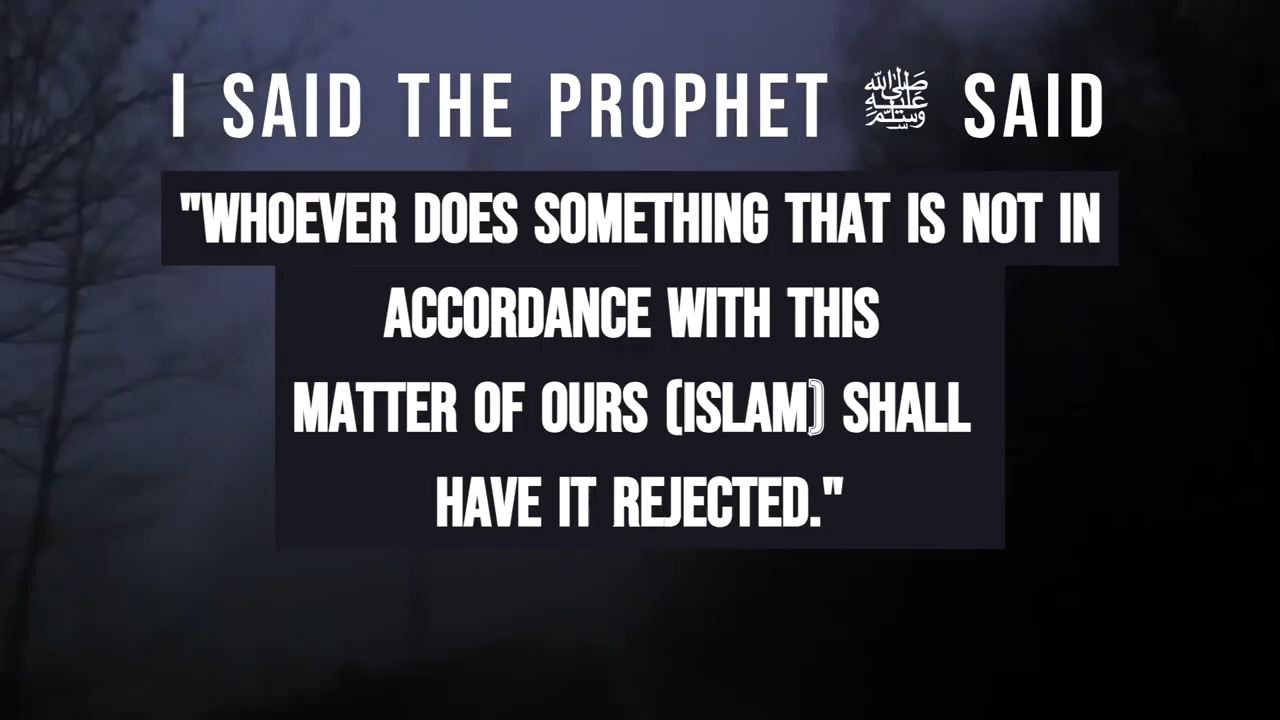 I SAID THE PROPHET ﷺ SAID
"WHOEVER DOES SOMETHING THAT IS NOT IN
ACCORDANCE WITH THIS
MATTER OF OURS (ISLAM) SHALL
HAVE IT REJECTED."